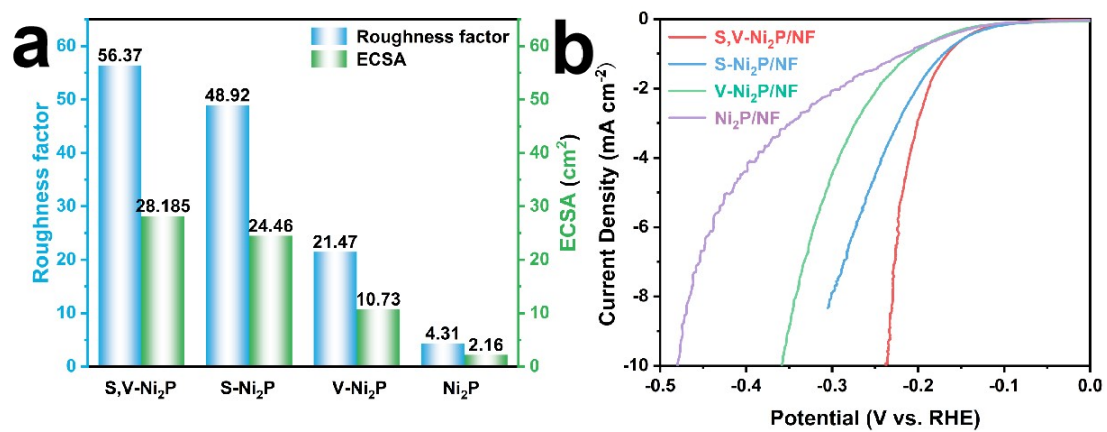 a
Roughness factor
ECSA
60
50
40
30
20
10
0
Roughness factor
56.37
28.185
48.92
24.46
21.47
10.73
4.31
2.16
60
50
40
30
20
10
0
ECSA (cm²)
S,V-Ni₂P
S-Ni₂P
V-Ni₂P
Ni₂P
b
S,V-Ni₂P/NF
S-Ni₂P/NF
V-Ni₂P/NF
Ni₂P/NF
0
-2
-4
-6
-8
-10
Current Density (mA cm⁻²)
-0.5
-0.4
-0.3
-0.2
-0.1
0.0
Potential (V vs. RHE)